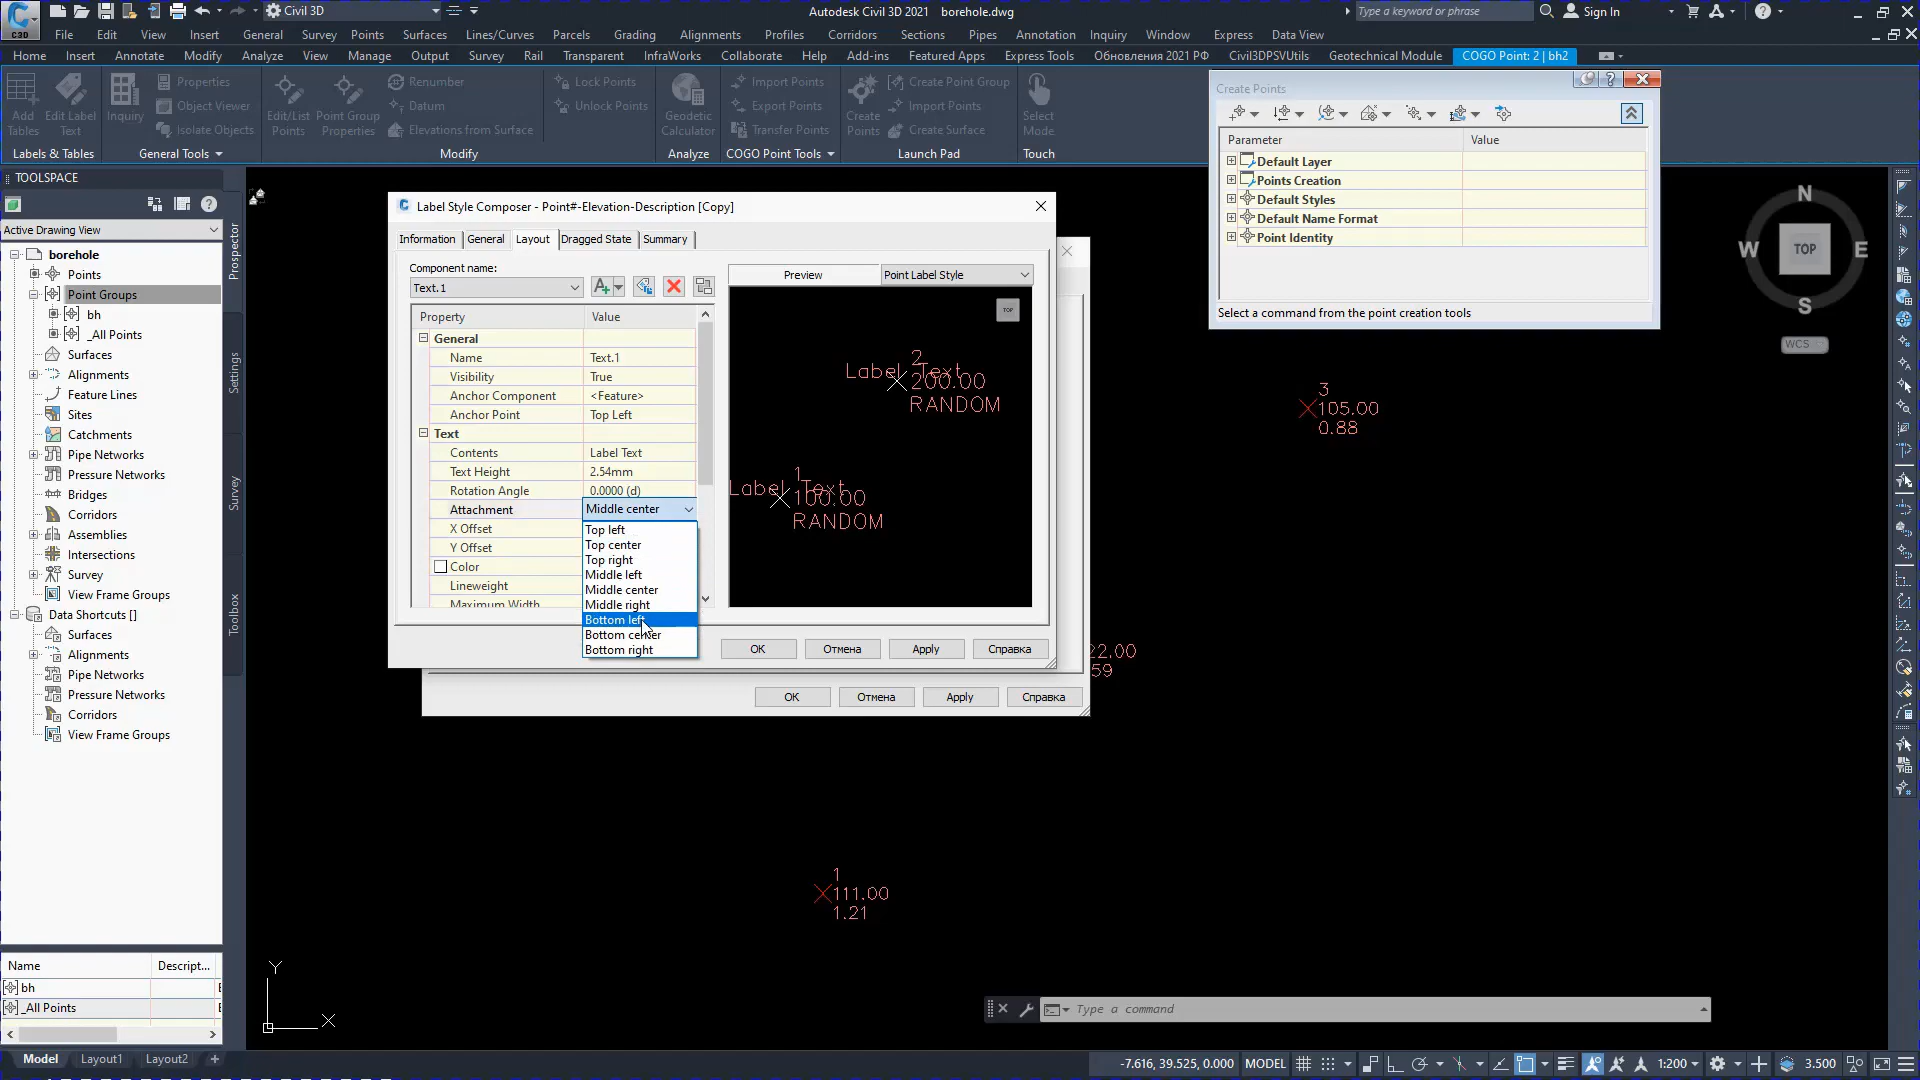 Civil 3D
Autodesk Civil 3D 2021 borehole.dwg
Type a keyword or phrase
Sign In
C3D
File Edit View Insert General Survey Points Surfaces Lines/Curves Parcels Grading Alignments Profiles Corridors Sections Pipes Annotation Inquiry Window Express Data View
Home Insert Annotate Modify Analyze View Manage Output Survey Rail Transparent InfraWorks Collaborate Help Add-ins Featured Apps Express Tools Обновления 2021 РФ Civil3DPSVUtils Geotechnical Module COGO Point: 2 | bh2
Add Tables
Edit Label Text
Labels & Tables
Inquiry
Properties
Object Viewer
Isolate Objects
General Tools
Edit/List Points
Point Group Properties
Renumber
Datum
Elevations from Surface
Lock Points
Unlock Points
Modify
Geodetic Calculator
Analyze
Import Points
Export Points
Transfer Points
COGO Point Tools
Create Points
Create Point Group
Import Points
Create Surface
Launch Pad
Select Mode
Touch
Create Points
Parameter Value
Default Layer
Points Creation
Default Styles
Default Name Format
Point Identity
Select a command from the point creation tools
TOOLSPACE
Active Drawing View
borehole
Points
Point Groups
bh
_All Points
Surfaces
Alignments
Feature Lines
Sites
Catchments
Pipe Networks
Pressure Networks
Bridges
Corridors
Assemblies
Intersections
Survey
View Frame Groups
Data Shortcuts []
Surfaces
Alignments
Pipe Networks
Pressure Networks
Corridors
View Frame Groups
Prospector
Settings
Survey
Toolbox
Name Descript...
bh
_All Points
Label Style Composer - Point#-Elevation-Description [Copy]
Information General Layout Dragged State Summary
Component name:
Text.1
Preview
Point Label Style
Property Value
General
Name Text.1
Visibility True
Anchor Component <Feature>
Anchor Point Top Left
Text
Contents Label Text
Text Height 2.54mm
Rotation Angle 0.0000 (d)
Attachment Middle center
X Offset
Y Offset
Color
Lineweight
Maximum Width
Top left
Top center
Top right
Middle left
Middle center
Middle right
Bottom left
Bottom center
Bottom right
TOP
2
Label Text
200.00
RANDOM
1
Label Text
100.00
RANDOM
OK Отмена Apply Справка
OK Отмена Apply Справка
N
W TOP E
S
WCS
3
105.00
0.88
22.00
59
1
111.00
1.21
Y
X
Type a command
Model Layout1 Layout2
-7.616, 39.525, 0.000 MODEL 1:200 3.500